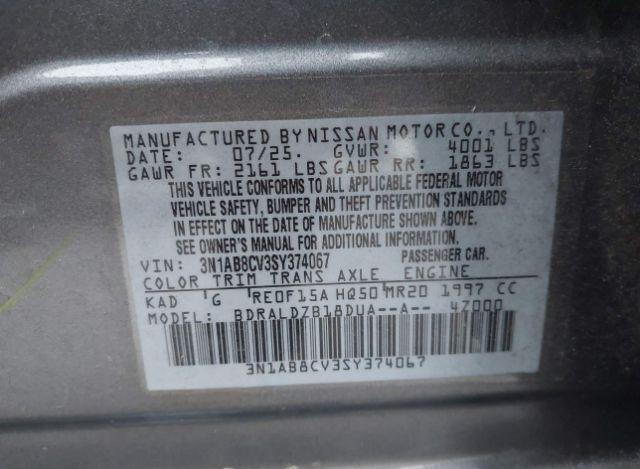 MANUFACTURED BY NISSAN MOTOR CO., LTD.
DATE: 07/25. GVWR: 4001 LBS
GAWR FR: 2161 LBS GAWR RR: 1863 LBS
THIS VEHICLE CONFORMS TO ALL APPLICABLE FEDERAL MOTOR
VEHICLE SAFETY, BUMPER AND THEFT PREVENTION STANDARDS
IN EFFECT ON THE DATE OF MANUFACTURE SHOWN ABOVE.
SEE OWNER'S MANUAL FOR ADDITIONAL INFORMATION.
VIN: 3N1AB8CV3SY374067 PASSENGER CAR.
COLOR TRIM TRANS AXLE ENGINE
KAD G RE0F15A HQ50 MR20 1997 CC
MODEL: BDRALDZB18DUA--A-- 4Z000
3N1AB8CV3SY374067